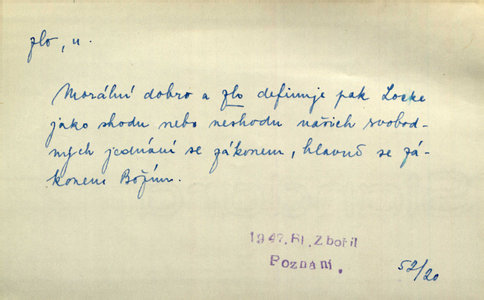 zlo, n.
Morální dobro a zlo definuje pak Locke
jako shodu nebo neshodu našich svobod-
ných jednání se zákonem, hlavně se zá-
konem Božím.
1947. Bl. Zbořil
Poznání.
52/20